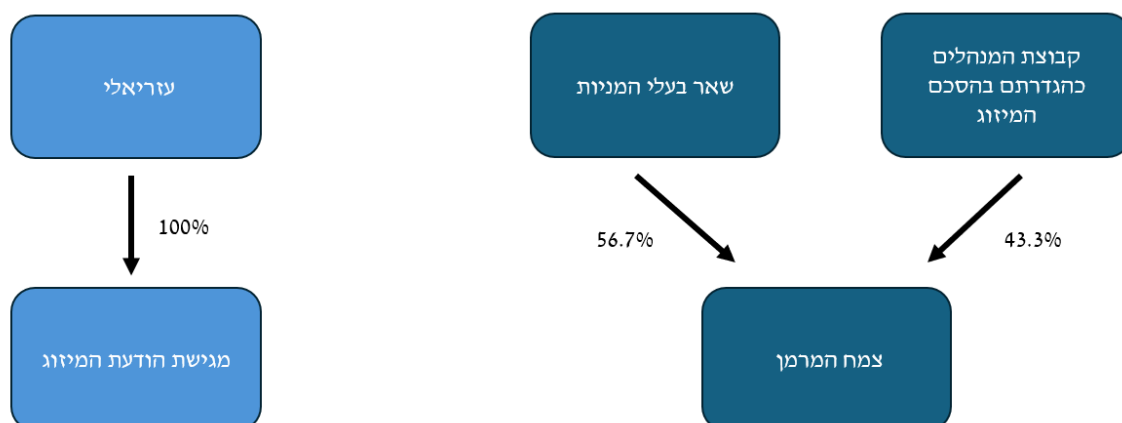 קבוצת המנהלים
כהגדרתם בהסכם
המיזוג
שאר בעלי המניות
עזריאלי
43.3%
56.7%
100%
צמח המרמן
מגישת הודעת המיזוג